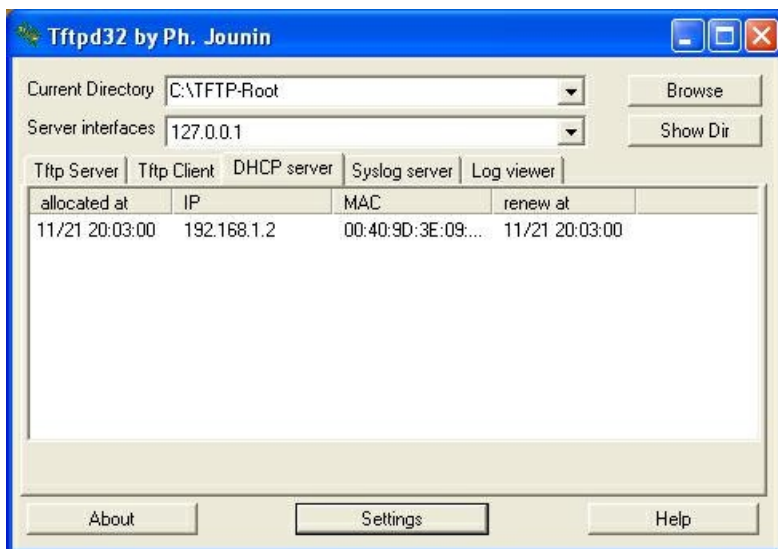 Tftpd32 by Ph. Jounin
Current Directory C:\TFTP-Root Browse
Server interfaces 127.0.0.1 Show Dir
Tftp Server Tftp Client DHCP server Syslog server Log viewer
allocated at IP MAC renew at
11/21 20:03:00 192.168.1.2 00:40:9D:3E:09:... 11/21 20:03:00
About Settings Help